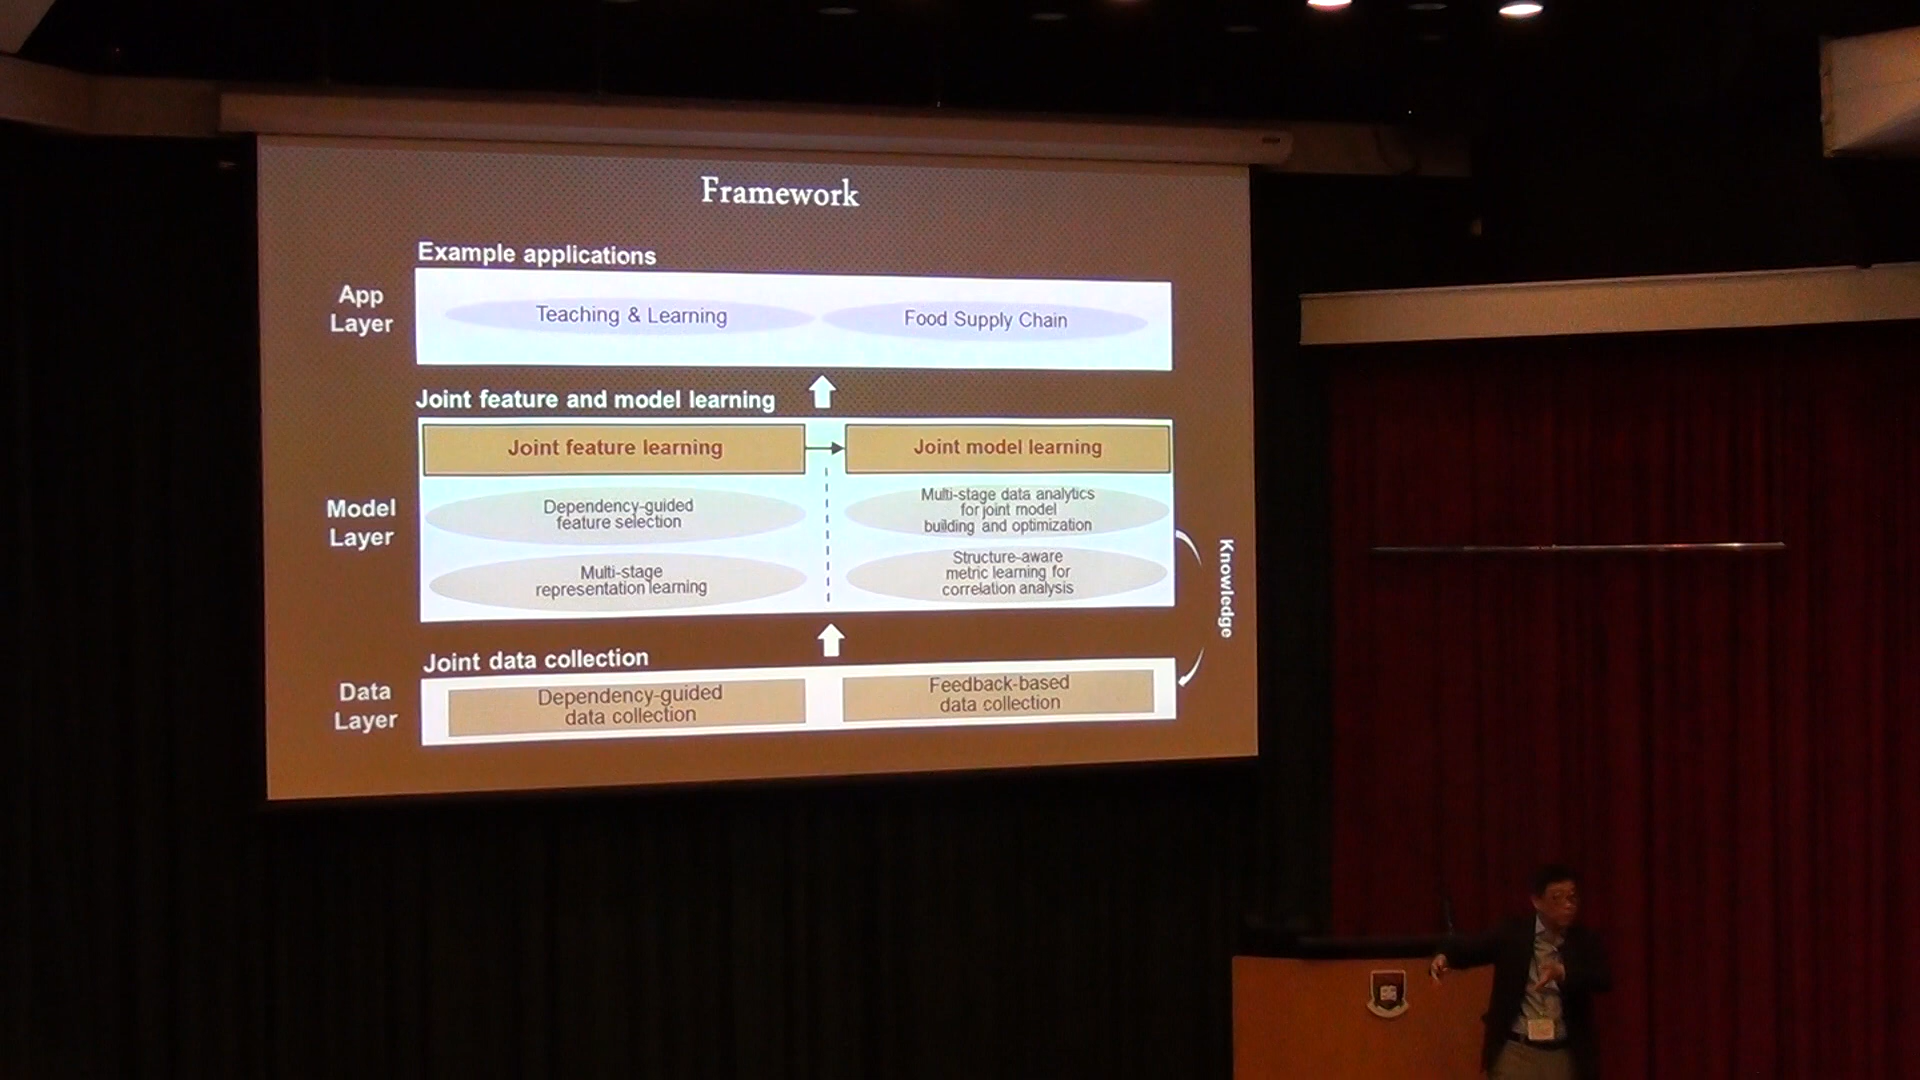 Framework
Example applications
App
Layer
Teaching & Learning
Food Supply Chain
Joint feature and model learning
Joint feature learning
Joint model learning
Model
Layer
Dependency-guided
feature selection
Multi-stage data analytics
for joint model
building and optimization
Multi-stage
representation learning
Structure-aware
metric learning for
correlation analysis
Knowledge
Joint data collection
Data
Layer
Dependency-guided
data collection
Feedback-based
data collection